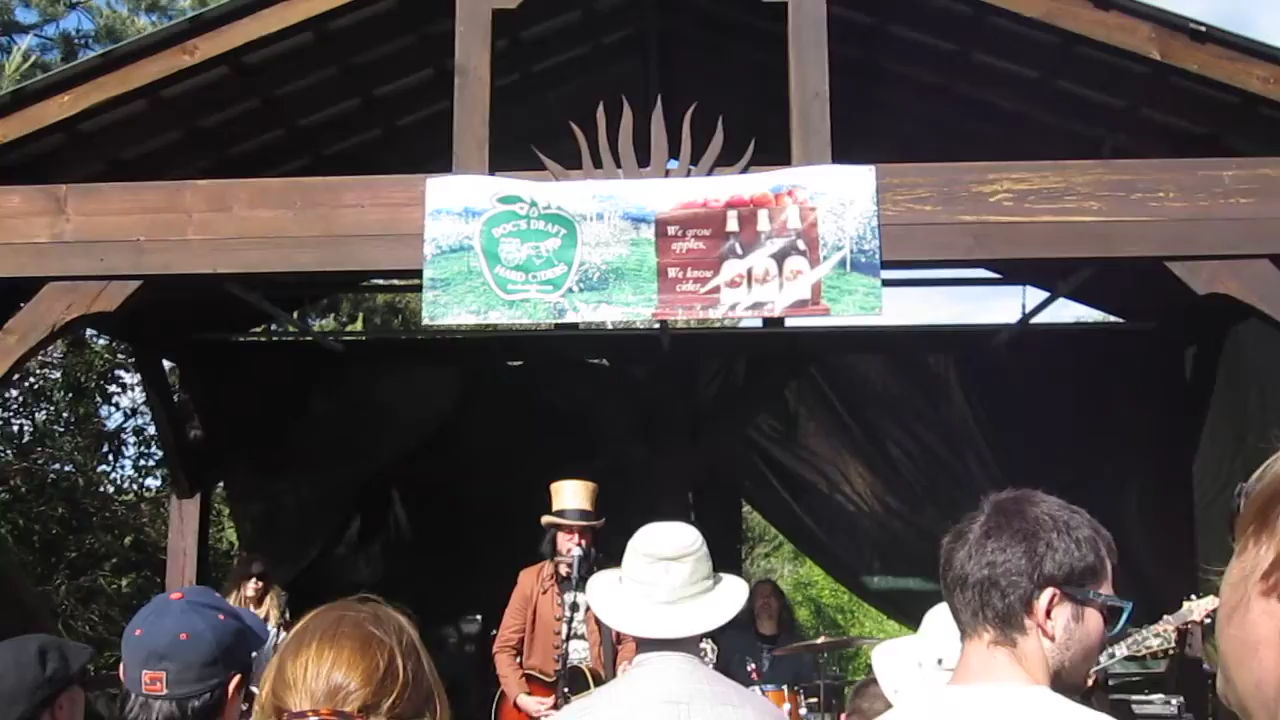 DOC'S DRAFT
HARD CIDERS
We grow
apples.
We know
cider.